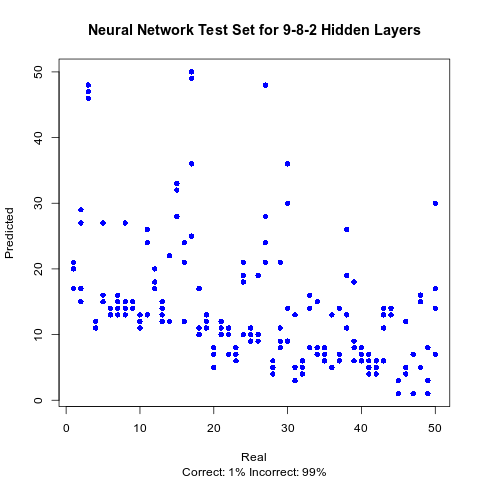 Neural Network Test Set for 9-8-2 Hidden Layers
50
40
30
20
10
0
Predicted
0 10 20 30 40 50
Real
Correct: 1% Incorrect: 99%